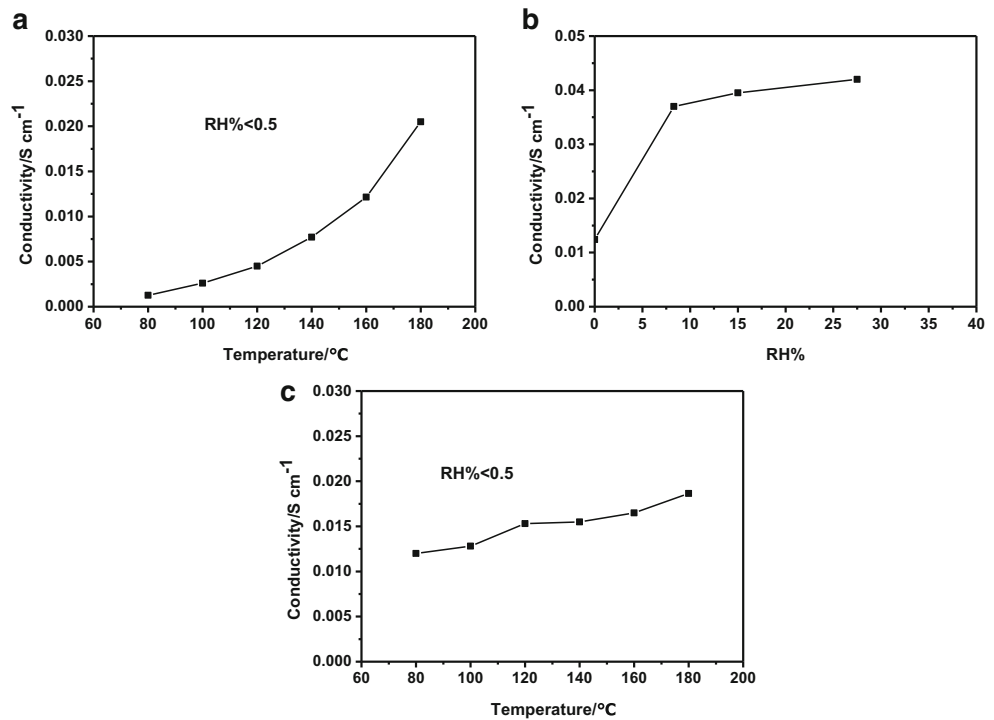 a
0.030
0.025
0.020
0.015
0.010
0.005
0.000
Conductivity/S cm⁻¹
RH%<0.5
60 80 100 120 140 160 180 200
Temperature/°C
b
0.05
0.04
0.03
0.02
0.01
0.00
Conductivity/S cm⁻¹
0 5 10 15 20 25 30 35 40
RH%
c
0.030
0.025
0.020
0.015
0.010
0.005
0.000
Conductivity/S cm⁻¹
RH%<0.5
60 80 100 120 140 160 180 200
Temperature/°C